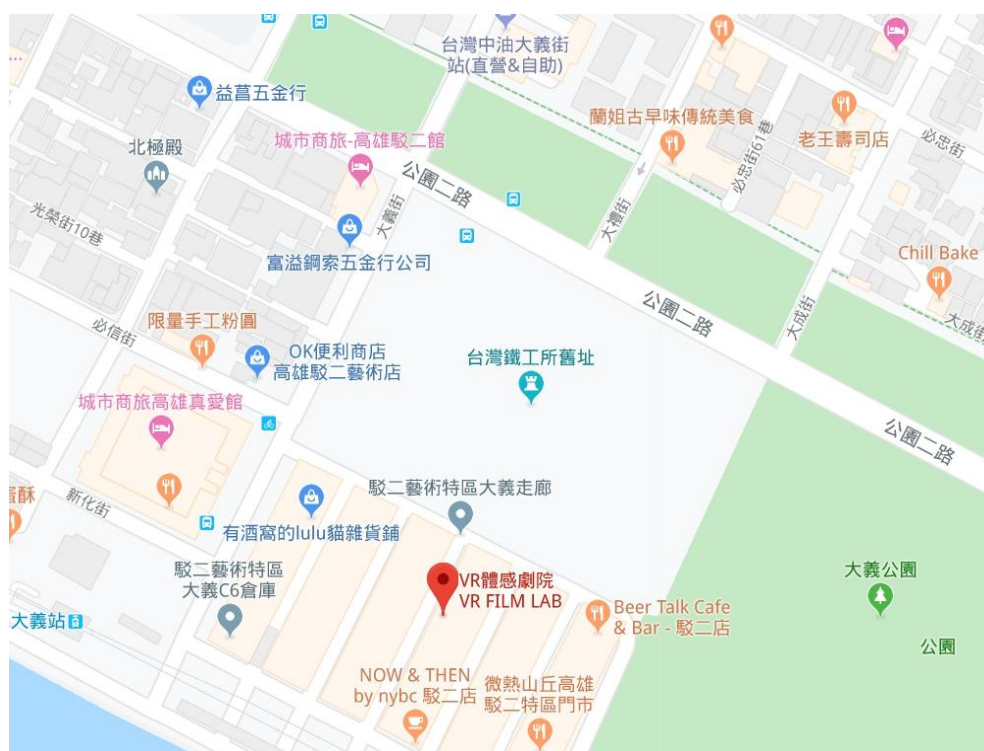 台灣中油大義街
站(直營&自助)
益菖五金行
城市商旅-高雄駁二館
蘭姐古早味傳統美食
老王壽司店
必忠街
必忠街61巷
北極殿
公園二路
光榮街10巷
大義街
大禮街
富溢鋼索五金行公司
Chill Bake
公園二路
大成街
大成街
必信街
限量手工粉圓
OK便利商店
高雄駁二藝術店
台灣鐵工所舊址
城市商旅高雄真愛館
公園二路
新化街
駁二藝術特區大義走廊
有酒窩的lulu貓雜貨鋪
駁二藝術特區
大義C6倉庫
VR體感劇院
VR FILM LAB
大義公園
大義站
Beer Talk Cafe
& Bar - 駁二店
公園
NOW & THEN
by nybc 駁二店
微熱山丘高雄
駁二特區門市